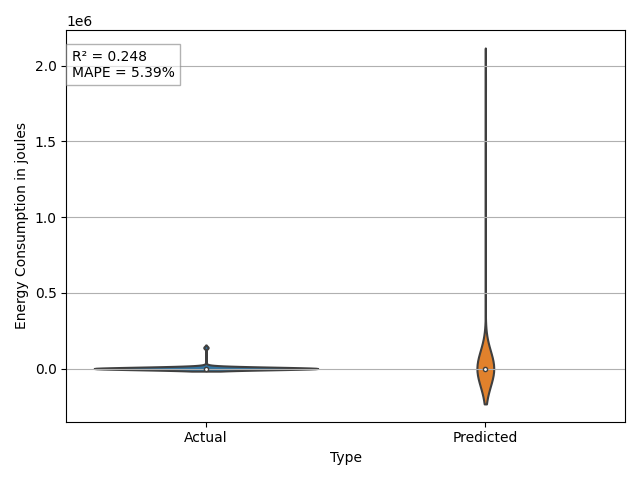 1e6
R² = 0.248
MAPE = 5.39%
2.0
1.5
1.0
0.5
0.0
Energy Consumption in joules
Actual
Predicted
Type